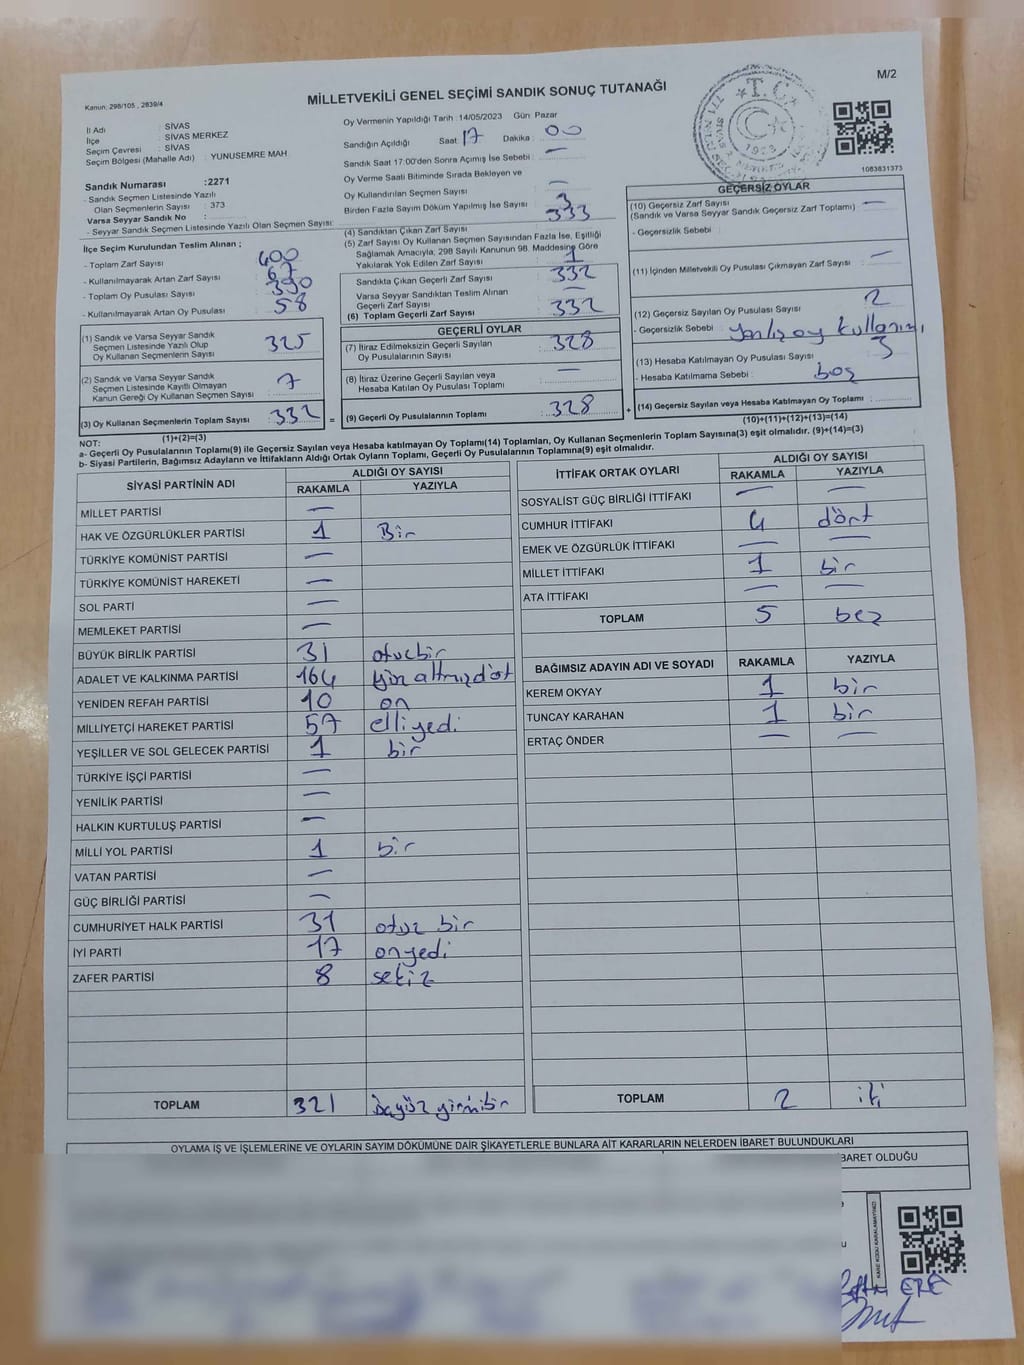 M/2
Kanun: 298/105 , 2839/4
MİLLETVEKİLİ GENEL SEÇİMİ SANDIK SONUÇ TUTANAĞI
İl Adı : SİVAS
İlçe : SİVAS MERKEZ
Seçim Çevresi : SİVAS
Seçim Bölgesi (Mahalle Adı) : YUNUSEMRE MAH
Sandık Numarası :2271
- Sandık Seçmen Listesinde Yazılı
Olan Seçmenlerin Sayısı : 373
Varsa Seyyar Sandık No :
- Seyyar Sandık Seçmen Listesinde Yazılı Olan Seçmen Sayısı:
İlçe Seçim Kurulundan Teslim Alınan ;
- Toplam Zarf Sayısı : 400
- Kullanılmayarak Artan Zarf Sayısı : 67
- Toplam Oy Pusulası Sayısı : 390
- Kullanılmayarak Artan Oy Pusulası : 58
(1) Sandık ve Varsa Seyyar Sandık
Seçmen Listesinde Yazılı Olup
Oy Kullanan Seçmenlerin Sayısı : 325
(2) Sandık ve Varsa Seyyar Sandık
Seçmen Listesinde Kayıtlı Olmayan
Kanun Gereği Oy Kullanan Seçmen Sayısı : 7
(3) Oy Kullanan Seçmenlerin Toplam Sayısı : 332
(1)+(2)=(3)
Oy Vermenin Yapıldığı Tarih :14/05/2023 Gün: Pazar
Sandığın Açıldığı Saat : 17 Dakika : 00
Sandık Saat 17:00'den Sonra Açılmış İse Sebebi : —
Oy Verme Saati Bitiminde Sırada Bekleyen ve
Oy Kullandırılan Seçmen Sayısı : —
Birden Fazla Sayım Döküm Yapılmış İse Sayısı : 3
(4) Sandıktan Çıkan Zarf Sayısı : 333
(5) Zarf Sayısı Oy Kullanan Seçmen Sayısından Fazla İse, Eşitliği
Sağlamak Amacıyla, 298 Sayılı Kanunun 98. Maddesine Göre
Yakılarak Yok Edilen Zarf Sayısı : 1
Sandıkta Çıkan Geçerli Zarf Sayısı : 332
Varsa Seyyar Sandıktan Teslim Alınan
Geçerli Zarf Sayısı : —
(6) Toplam Geçerli Zarf Sayısı : 332
GEÇERLİ OYLAR
(7) İtiraz Edilmeksizin Geçerli Sayılan
Oy Pusulalarının Sayısı : 328
(8) İtiraz Üzerine Geçerli Sayılan veya
Hesaba Katılan Oy Pusulası Toplamı : —
= (9) Geçerli Oy Pusulalarının Toplamı : 328
T.C.
1923
1083831373
GEÇERSİZ OYLAR
(10) Geçersiz Zarf Sayısı : —
(Sandık ve Varsa Seyyar Sandık Geçersiz Zarf Toplamı)
- Geçersizlik Sebebi :
(11) İçinden Milletvekili Oy Pusulası Çıkmayan Zarf Sayısı : —
(12) Geçersiz Sayılan Oy Pusulası Sayısı : 2
- Geçersizlik Sebebi : yanlış oy kullanımı
(13) Hesaba Katılmayan Oy Pusulası Sayısı : 3
- Hesaba Katılmama Sebebi : boş
+ (14) Geçersiz Sayılan veya Hesaba Katılmayan Oy Toplamı :
(10)+(11)+(12)+(13)=(14)
NOT:
a- Geçerli Oy Pusulalarının Toplamı(9) ile Geçersiz Sayılan veya Hesaba katılmayan Oy Toplamı(14) Toplamları, Oy Kullanan Seçmenlerin Toplam Sayısına(3) eşit olmalıdır. (9)+(14)=(3)
b- Siyasi Partilerin, Bağımsız Adayların ve İttifakların Aldığı Ortak Oyların Toplamı, Geçerli Oy Pusulalarının Toplamına(9) eşit olmalıdır.
SİYASİ PARTİNİN ADI ALDIĞI OY SAYISI
RAKAMLA YAZIYLA
MİLLET PARTİSİ —
HAK VE ÖZGÜRLÜKLER PARTİSİ 1 Bir
TÜRKİYE KOMÜNİST PARTİSİ —
TÜRKİYE KOMÜNİST HAREKETİ —
SOL PARTİ —
MEMLEKET PARTİSİ —
BÜYÜK BİRLİK PARTİSİ 31 otuzbir
ADALET VE KALKINMA PARTİSİ 164 yüz altmışdört
YENİDEN REFAH PARTİSİ 10 on
MİLLİYETÇİ HAREKET PARTİSİ 57 elliyedi
YEŞİLLER VE SOL GELECEK PARTİSİ 1 bir
TÜRKİYE İŞÇİ PARTİSİ —
YENİLİK PARTİSİ —
HALKIN KURTULUŞ PARTİSİ —
MİLLİ YOL PARTİSİ 1 bir
VATAN PARTİSİ —
GÜÇ BİRLİĞİ PARTİSİ —
CUMHURİYET HALK PARTİSİ 31 otuz bir
İYİ PARTİ 17 onyedi
ZAFER PARTİSİ 8 sekiz
TOPLAM 321 üçyüz yirmibir
İTTİFAK ORTAK OYLARI ALDIĞI OY SAYISI
RAKAMLA YAZIYLA
SOSYALİST GÜÇ BİRLİĞİ İTTİFAKI — —
CUMHUR İTTİFAKI 4 dört
EMEK VE ÖZGÜRLÜK İTTİFAKI — —
MİLLET İTTİFAKI 1 bir
ATA İTTİFAKI — —
TOPLAM 5 beş
BAĞIMSIZ ADAYIN ADI VE SOYADI RAKAMLA YAZIYLA
KEREM OKYAY 1 bir
TUNCAY KARAHAN 1 bir
ERTAÇ ÖNDER — —
TOPLAM 2 iki
OYLAMA İŞ VE İŞLEMLERİNE VE OYLARIN SAYIM DÖKÜMÜNE DAİR ŞİKAYETLERLE BUNLARA AİT KARARLARIN NELERDEN İBARET BULUNDUKLARI
BARET OLDUĞU
KARE KODU KARALAMAYINIZ!